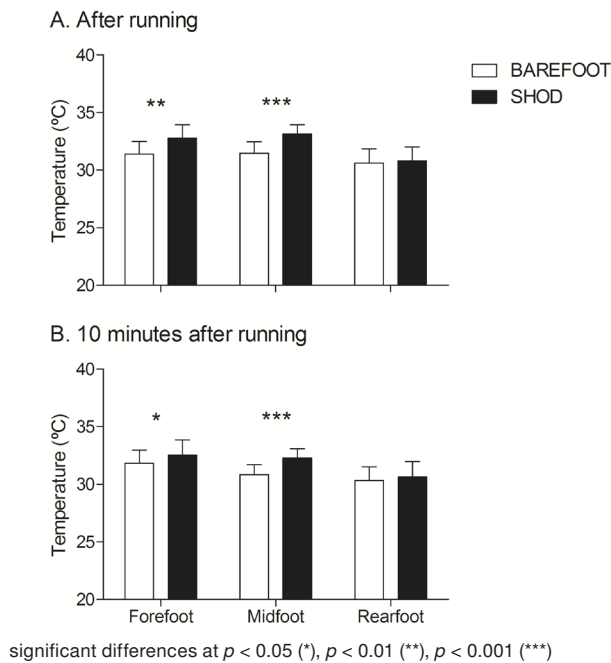 A. After running
40
35
30
25
20
Temperature (ºC)
**
***
BAREFOOT
SHOD
B. 10 minutes after running
40
35
30
25
20
Temperature (ºC)
*
***
Forefoot Midfoot Rearfoot
significant differences at p < 0.05 (*), p < 0.01 (**), p < 0.001 (***)